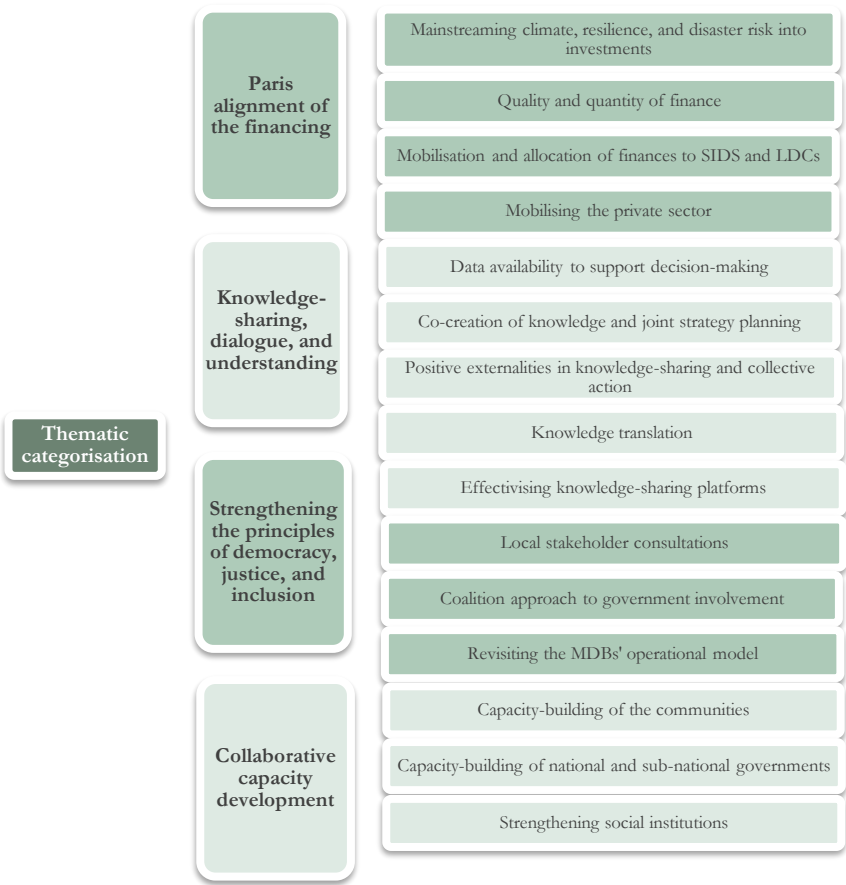 Thematic
categorisation
Paris
alignment of
the financing
Mainstreaming climate, resilience, and disaster risk into
investments
Quality and quantity of finance
Mobilisation and allocation of finances to SIDS and LDCs
Mobilising the private sector
Knowledge-
sharing,
dialogue, and
understanding
Data availability to support decision-making
Co-creation of knowledge and joint strategy planning
Positive externalities in knowledge-sharing and collective
action
Knowledge translation
Effectivising knowledge-sharing platforms
Strengthening
the principles
of democracy,
justice, and
inclusion
Local stakeholder consultations
Coalition approach to government involvement
Revisiting the MDBs' operational model
Collaborative
capacity
development
Capacity-building of the communities
Capacity-building of national and sub-national governments
Strengthening social institutions